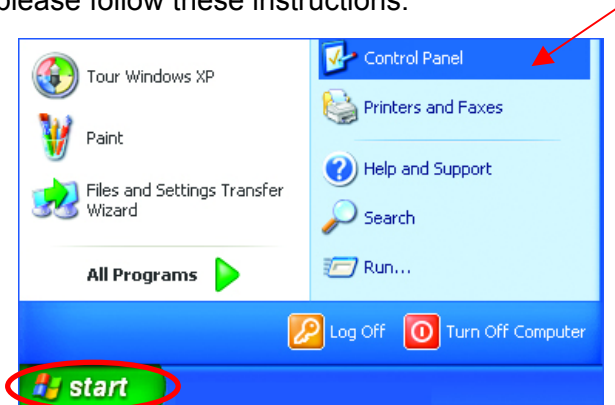 please follow these instructions:
Tour Windows XP
Paint
Files and Settings Transfer
Wizard
All Programs
Control Panel
Printers and Faxes
Help and Support
Search
Run...
Log Off
Turn Off Computer
start